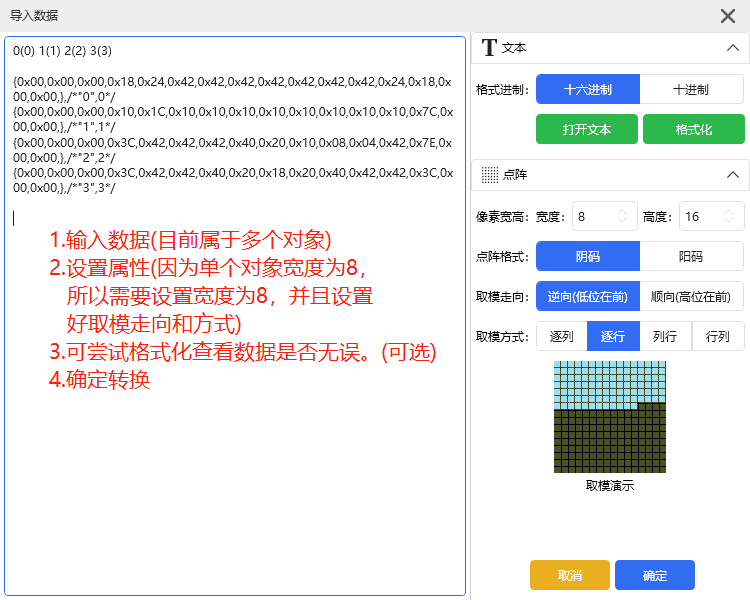 导入数据
0(0) 1(1) 2(2) 3(3)
{0x00,0x00,0x00,0x18,0x24,0x42,0x42,0x42,0x42,0x42,0x42,0x42,0x24,0x18,0x
00,0x00,},/*"0",0*/
{0x00,0x00,0x00,0x10,0x1C,0x10,0x10,0x10,0x10,0x10,0x10,0x10,0x10,0x7C,0x
00,0x00,},/*"1",1*/
{0x00,0x00,0x00,0x3C,0x42,0x42,0x42,0x40,0x20,0x10,0x08,0x04,0x42,0x7E,0x
00,0x00,},/*"2",2*/
{0x00,0x00,0x00,0x3C,0x42,0x42,0x40,0x20,0x18,0x20,0x40,0x42,0x42,0x3C,0x
00,0x00,},/*"3",3*/
1.输入数据(目前属于多个对象)
2.设置属性(因为单个对象宽度为8，
所以需要设置宽度为8，并且设置
好取模走向和方式)
3.可尝试格式化查看数据是否无误。(可选)
4.确定转换
T 文本
格式进制： 十六进制 十进制
打开文本 格式化
点阵
像素宽高： 宽度： 8 高度： 16
点阵格式： 阴码 阳码
取模走向： 逆向(低位在前) 顺向(高位在前)
取模方式： 逐列 逐行 列行 行列
取模演示
取消 确定